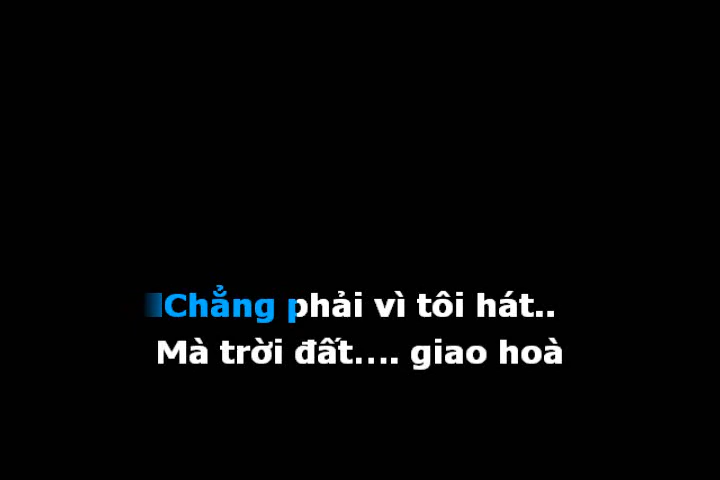 Chẳng phải vì tôi hát..
Mà trời đất…. giao hoà